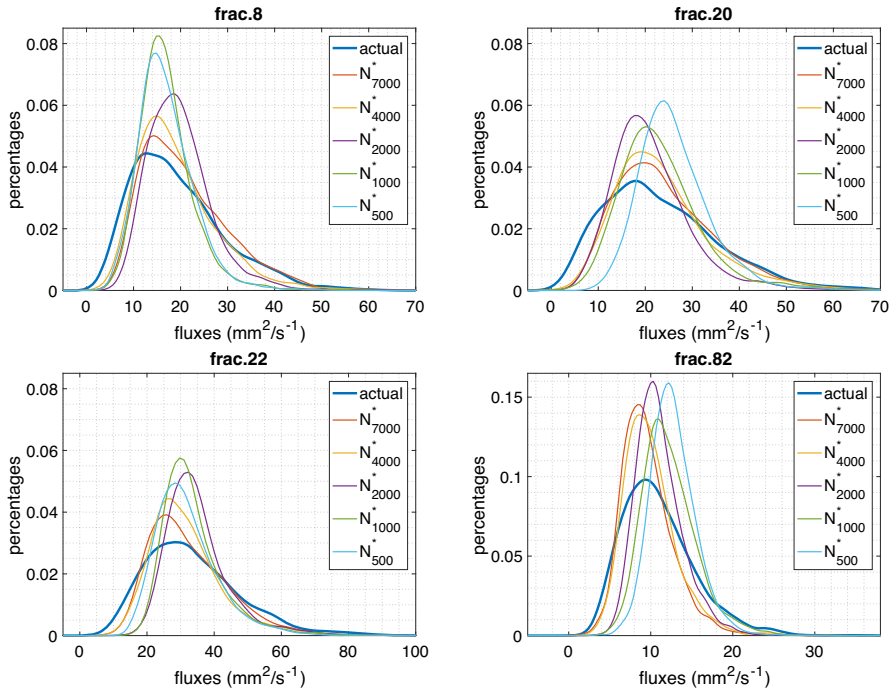 frac.8
0.08
0.06
0.04
0.02
0
percentages
0 10 20 30 40 50 60 70
fluxes (mm²/s⁻¹)
actual
N*7000
N*4000
N*2000
N*1000
N*500
frac.20
0.08
0.06
0.04
0.02
0
percentages
0 10 20 30 40 50 60 70
fluxes (mm²/s⁻¹)
actual
N*7000
N*4000
N*2000
N*1000
N*500
frac.22
0.08
0.06
0.04
0.02
0
percentages
0 20 40 60 80 100
fluxes (mm²/s⁻¹)
actual
N*7000
N*4000
N*2000
N*1000
N*500
frac.82
0.15
0.1
0.05
0
percentages
0 10 20 30
fluxes (mm²/s⁻¹)
actual
N*7000
N*4000
N*2000
N*1000
N*500